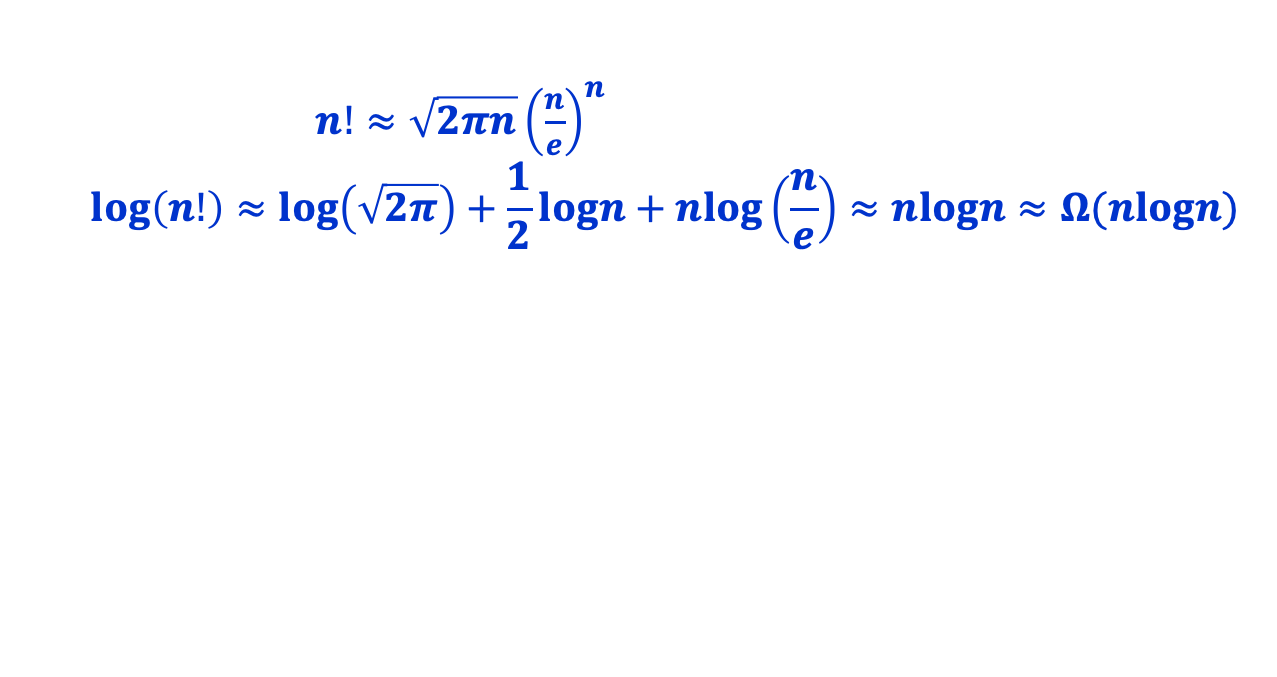 n! ≈ √(2πn) (n/e)^n
log(n!) ≈ log(√(2π)) + 1/2 logn + nlog(n/e) ≈ nlogn ≈ Ω(nlogn)